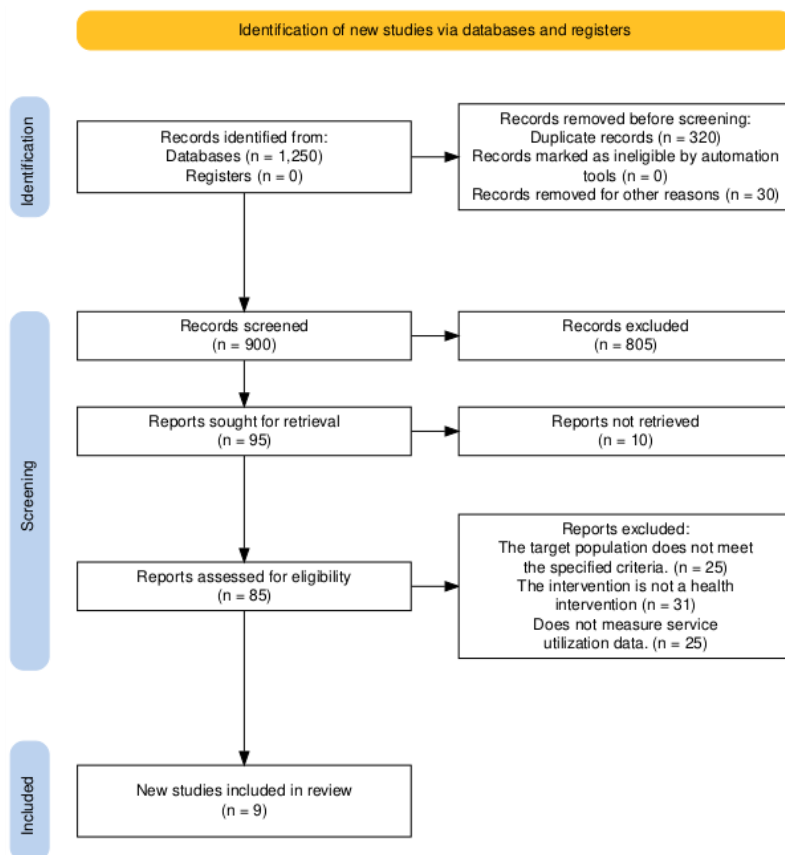 Identification of new studies via databases and registers
Identification
Records identified from:
Databases (n = 1,250)
Registers (n = 0)
Records removed before screening:
Duplicate records (n = 320)
Records marked as ineligible by automation
tools (n = 0)
Records removed for other reasons (n = 30)
Screening
Records screened
(n = 900)
Records excluded
(n = 805)
Reports sought for retrieval
(n = 95)
Reports not retrieved
(n = 10)
Reports assessed for eligibility
(n = 85)
Reports excluded:
The target population does not meet
the specified criteria. (n = 25)
The intervention is not a health
intervention (n = 31)
Does not measure service
utilization data. (n = 25)
Included
New studies included in review
(n = 9)